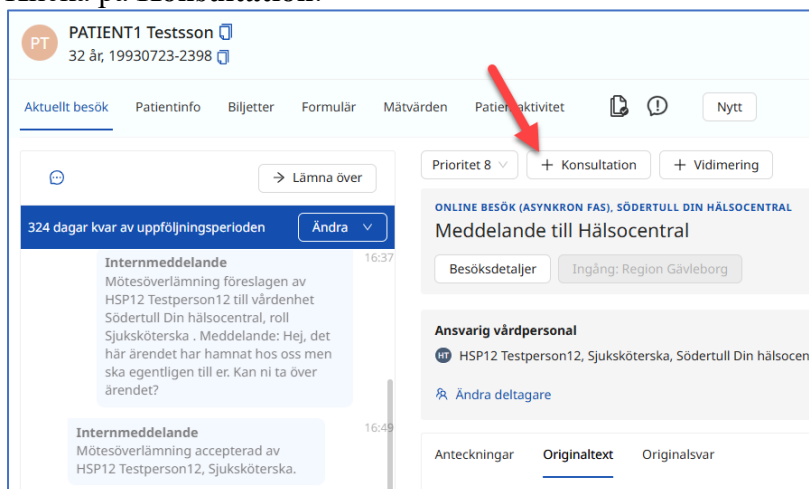 PT
PATIENT1 Testsson
32 år, 19930723-2398
Aktuellt besök Patientinfo Biljetter Formulär Mätvärden Patientaktivitet Nytt
Lämna över
324 dagar kvar av uppföljningsperioden Ändra
Internmeddelande 16:37
Mötesöverlämning föreslagen av
HSP12 Testperson12 till vårdenhet
Södertull Din hälsocentral, roll
Sjuksköterska . Meddelande: Hej, det
här ärendet har hamnat hos oss men
ska egentligen till er. Kan ni ta över
ärendet?
Internmeddelande 16:49
Mötesöverlämning accepterad av
HSP12 Testperson12, Sjuksköterska.
Prioritet 8 + Konsultation + Vidimering
ONLINE BESÖK (ASYNKRON FAS), SÖDERTULL DIN HÄLSOCENTRAL
Meddelande till Hälsocentral
Besöksdetaljer Ingång: Region Gävleborg
Ansvarig vårdpersonal
HT HSP12 Testperson12, Sjuksköterska, Södertull Din hälsocen
Ändra deltagare
Anteckningar Originaltext Originalsvar